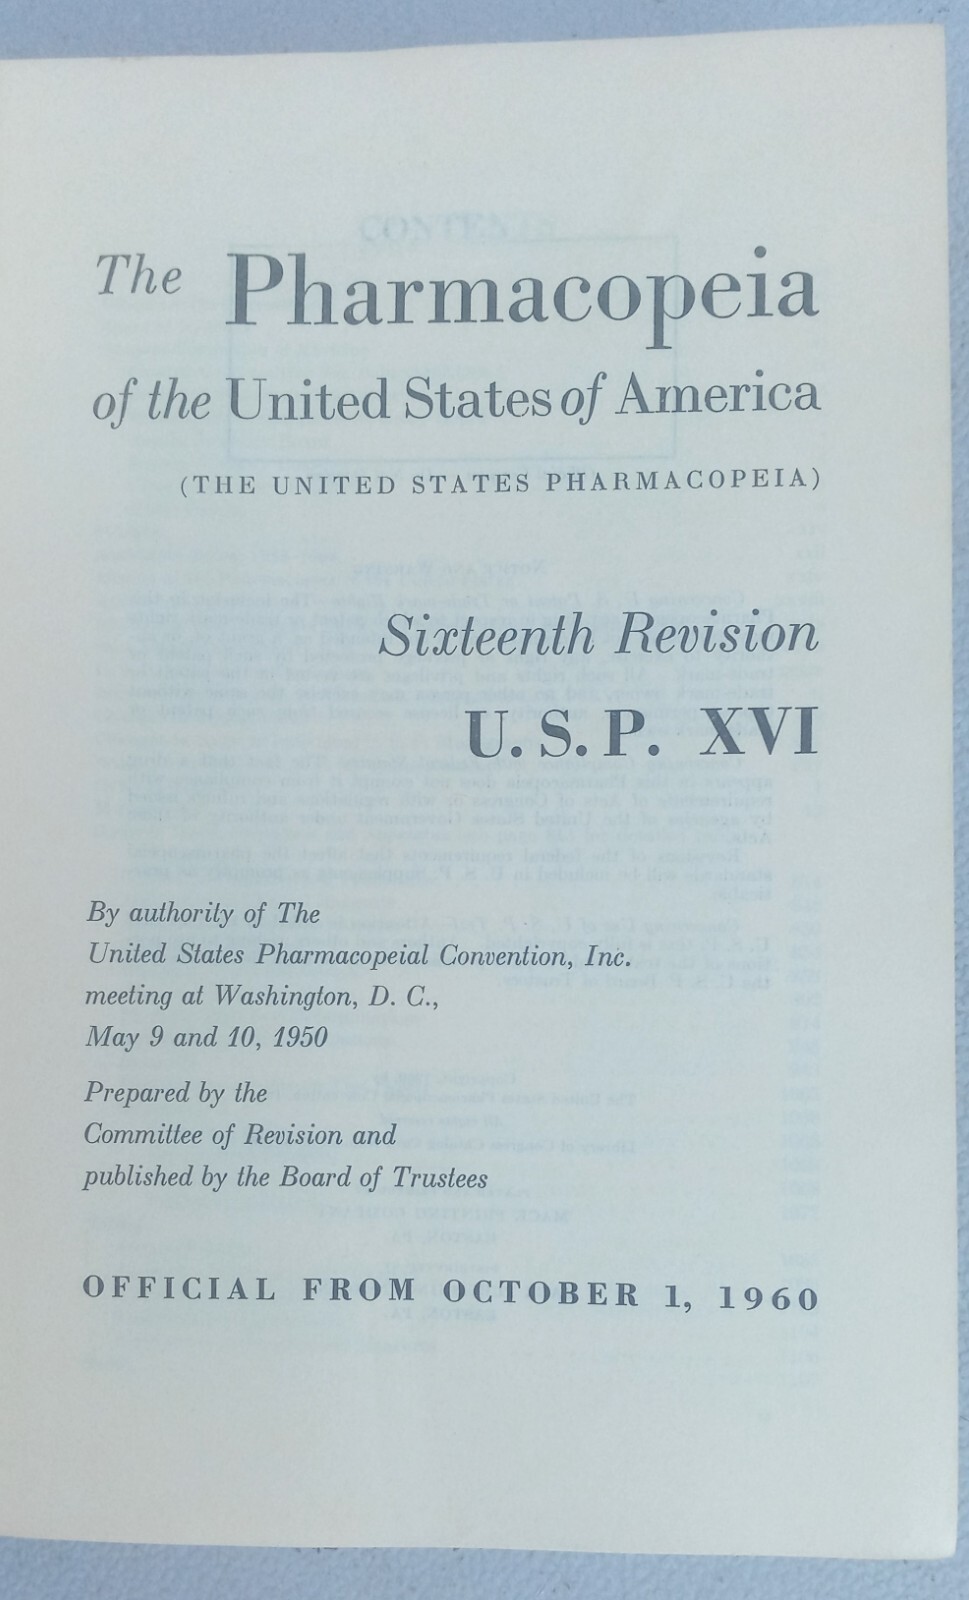 The Pharmacopeia
of the United States of America
(THE UNITED STATES PHARMACOPEIA)
Sixteenth Revision
U. S. P. XVI
By authority of The
United States Pharmacopeial Convention, Inc.
meeting at Washington, D. C.,
May 9 and 10, 1950
Prepared by the
Committee of Revision and
published by the Board of Trustees
OFFICIAL FROM OCTOBER 1, 1960